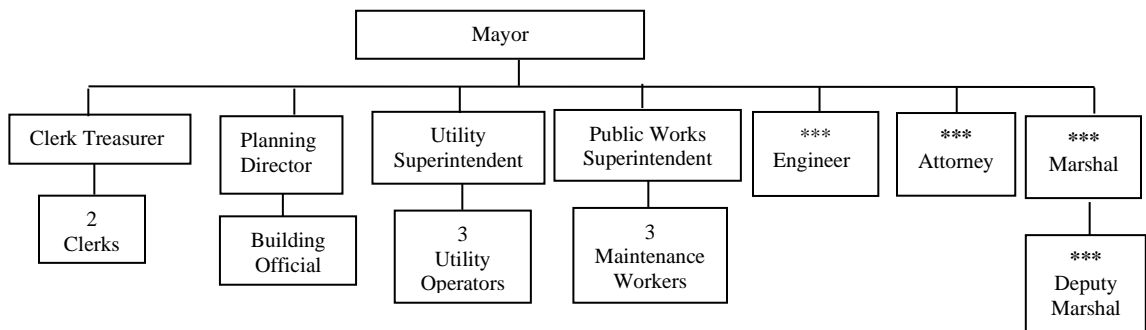 Mayor
Clerk Treasurer
Planning
Director
Utility
Superintendent
Public Works
Superintendent
***
Engineer
***
Attorney
***
Marshal
2
Clerks
Building
Official
3
Utility
Operators
3
Maintenance
Workers
***
Deputy
Marshal